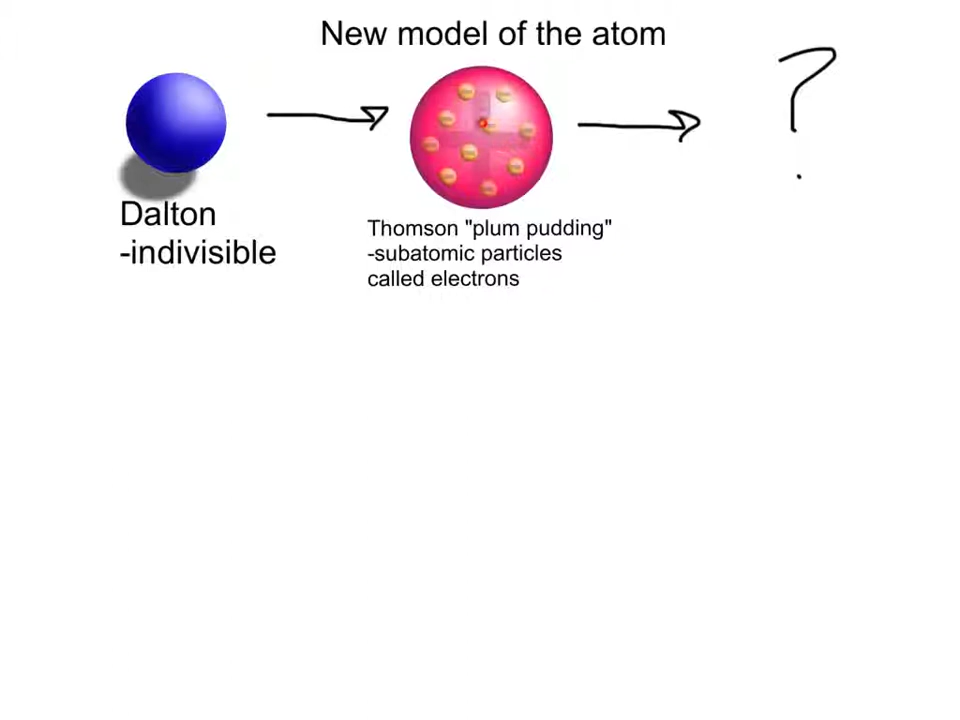 New model of the atom
?
Dalton
-indivisible
Thomson "plum pudding"
-subatomic particles
called electrons